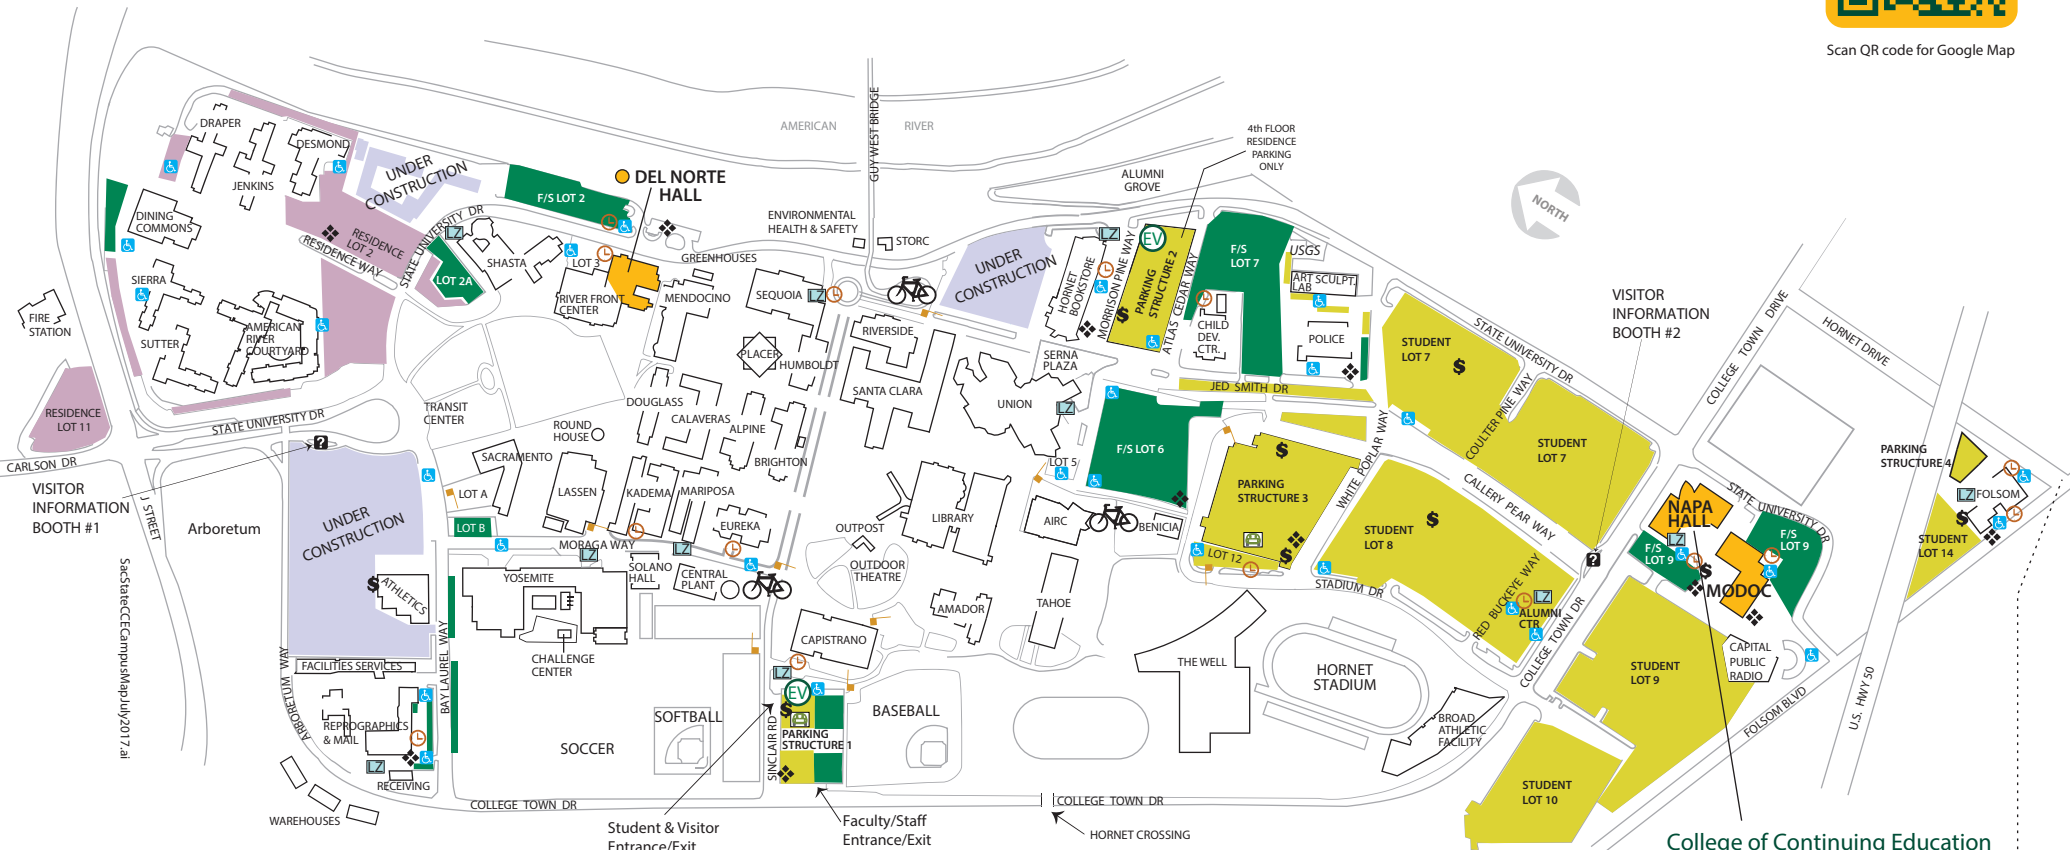 Scan QR code for Google Map
AMERICAN RIVER
GUY WEST BRIDGE
4th FLOOR
RESIDENCE
PARKING
ONLY
ALUMNI
GROVE
NORTH
DRAPER
DESMOND
JENKINS
UNDER
CONSTRUCTION
F/S LOT 2
DEL NORTE
HALL
DINING
COMMONS
RESIDENCE
LOT 2
RESIDENCE WAY
STATE UNIVERSITY DR
LOT 2A
SHASTA
LOT 3
RIVER FRONT
CENTER
GREENHOUSES
MENDOCINO
ENVIRONMENTAL
HEALTH & SAFETY
STORC
SEQUOIA
LZ
UNDER
CONSTRUCTION
HORNET
BOOKSTORE
MORRISON PINE WAY
EV
PARKING
STRUCTURE 2
ATLAS CEDAR WAY
F/S
LOT 7
USGS
ART SCULPT.
LAB
CHILD
DEV.
CTR.
POLICE
VISITOR
INFORMATION
BOOTH #2
STATE UNIVERSITY DR
COLLEGE TOWN DRIVE
HORNET DRIVE
SIERRA
SUTTER
AMERICAN
RIVER
COURTYARD
FIRE
STATION
RESIDENCE
LOT 11
CARLSON DR
STATE UNIVERSITY DR
TRANSIT
CENTER
PLACER
HUMBOLDT
RIVERSIDE
SANTA CLARA
UNION
SERNA
PLAZA
LZ
JED SMITH DR
STUDENT
LOT 7
COULTER PINE WAY
STUDENT
LOT 7
DOUGLASS
CALAVERAS
ALPINE
BRIGHTON
ROUND
HOUSE
SACRAMENTO
LASSEN
KADEMA
MARIPOSA
EUREKA
LOT A
LOT B
MORAGA WAY
LOT 5
F/S LOT 6
AIRC
BENICIA
LIBRARY
OUTPOST
OUTDOOR
THEATRE
PARKING
STRUCTURE 3
LOT 12
WHITE POPLAR WAY
CALLERY PEAR WAY
STUDENT
LOT 8
STADIUM DR
RED BUCKEYE WAY
ALUMNI
CTR
COLLEGE TOWN DR
NAPA
HALL
F/S
LOT 9
MODOC
F/S
LOT 9
STATE UNIVERSITY DR
PARKING
STRUCTURE 4
FOLSOM
STUDENT
LOT 14
VISITOR
INFORMATION
BOOTH #1
J STREET
Arboretum
SacStateCCECampusMapJuly2017.ai
UNDER
CONSTRUCTION
ATHLETICS
YOSEMITE
SOLANO
HALL
CENTRAL
PLANT
CHALLENGE
CENTER
CAPISTRANO
AMADOR
TAHOE
THE WELL
HORNET
STADIUM
BROAD
ATHLETIC
FACILITY
STUDENT
LOT 9
CAPITAL
PUBLIC
RADIO
FOLSOM BLVD
U.S. HWY 50
ARBORETUM WAY
FACILITIES SERVICES
BAY LAUREL WAY
REPROGRAPHICS
& MAIL
LZ
RECEIVING
WAREHOUSES
SOCCER
SOFTBALL
SINCLAIR RD
EV
PARKING
STRUCTURE 1
BASEBALL
COLLEGE TOWN DR
COLLEGE TOWN DR
HORNET CROSSING
Student & Visitor
Entrance/Exit
Faculty/Staff
Entrance/Exit
STUDENT
LOT 10
College of Continuing Education